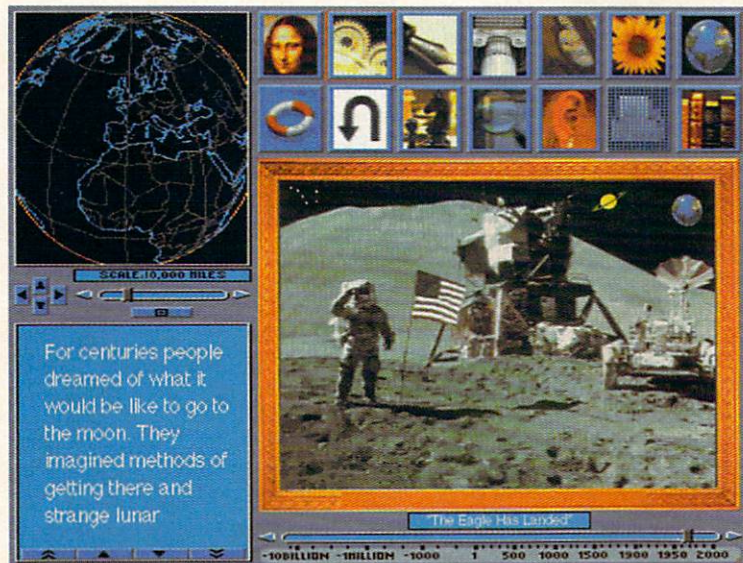 SCALE:10,000 MILES
For centuries people
dreamed of what it
would be like to go to
the moon. They
imagined methods of
getting there and
strange lunar
"The Eagle Has Landed"
-10BILLION -1MILLION -1000 1 500 1000 1500 1900 1950 2000